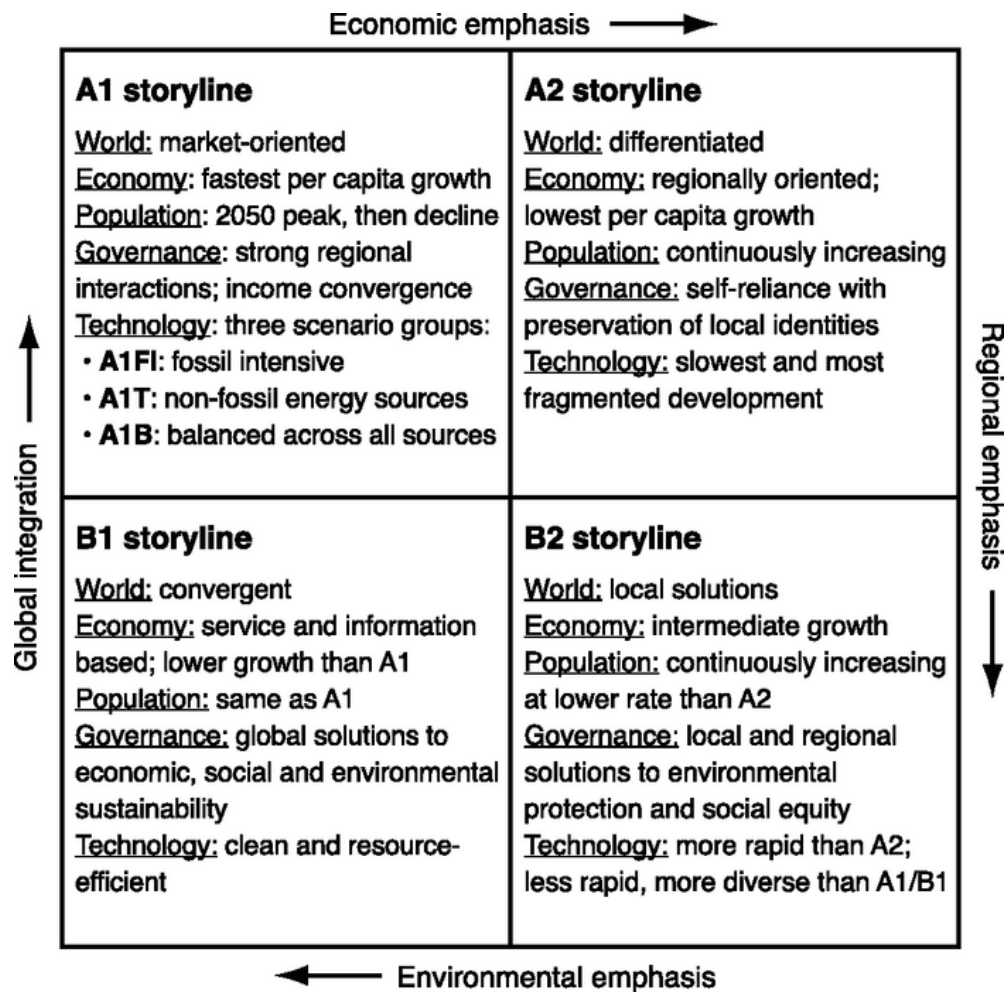 Economic emphasis
A1 storyline
World: market-oriented
Economy: fastest per capita growth
Population: 2050 peak, then decline
Governance: strong regional
interactions; income convergence
Technology: three scenario groups:
• A1FI: fossil intensive
• A1T: non-fossil energy sources
• A1B: balanced across all sources
A2 storyline
World: differentiated
Economy: regionally oriented;
lowest per capita growth
Population: continuously increasing
Governance: self-reliance with
preservation of local identities
Technology: slowest and most
fragmented development
Global integration
Regional emphasis
B1 storyline
World: convergent
Economy: service and information
based; lower growth than A1
Population: same as A1
Governance: global solutions to
economic, social and environmental
sustainability
Technology: clean and resource-
efficient
B2 storyline
World: local solutions
Economy: intermediate growth
Population: continuously increasing
at lower rate than A2
Governance: local and regional
solutions to environmental
protection and social equity
Technology: more rapid than A2;
less rapid, more diverse than A1/B1
Environmental emphasis